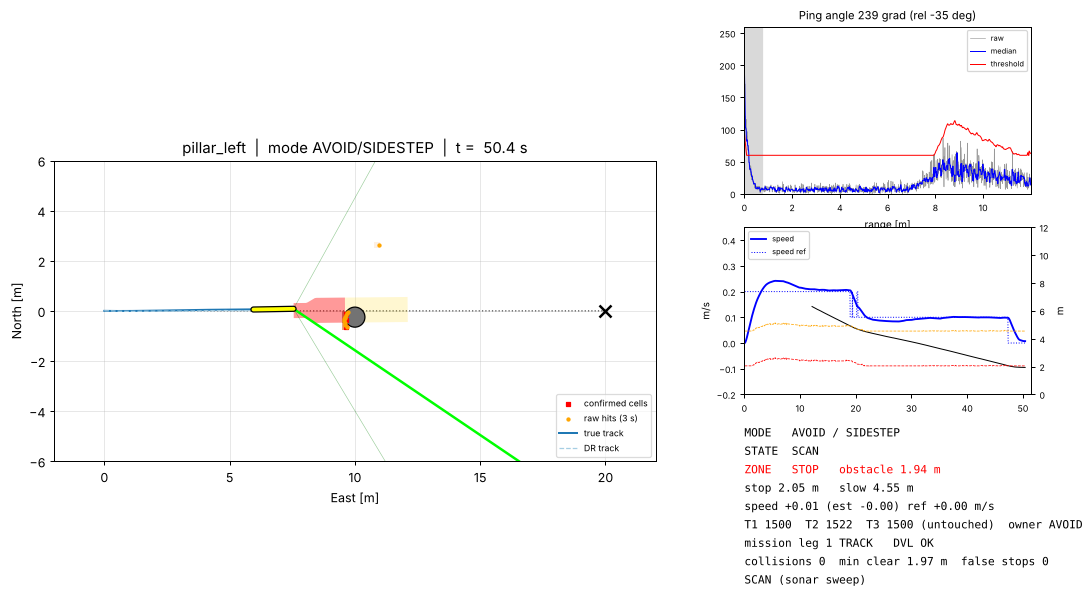 pillar_left | mode AVOID/SIDESTEP | t = 50.4 s
North [m]
6
4
2
0
−2
−4
−6
0
5
10
15
20
East [m]
confirmed cells
raw hits (3 s)
true track
DR track
Ping angle 239 grad (rel -35 deg)
250
200
150
100
50
0
0
2
4
6
8
10
range [m]
raw
median
threshold
m/s
0.4
0.3
0.2
0.1
0.0
−0.1
−0.2
0
10
20
30
40
50
12
10
8
6
4
2
0
m
speed
speed ref
MODE AVOID / SIDESTEP
STATE SCAN
ZONE STOP obstacle 1.94 m
stop 2.05 m slow 4.55 m
speed +0.01 (est -0.00) ref +0.00 m/s
T1 1500 T2 1522 T3 1500 (untouched) owner AVOID
mission leg 1 TRACK DVL OK
collisions 0 min clear 1.97 m false stops 0
SCAN (sonar sweep)